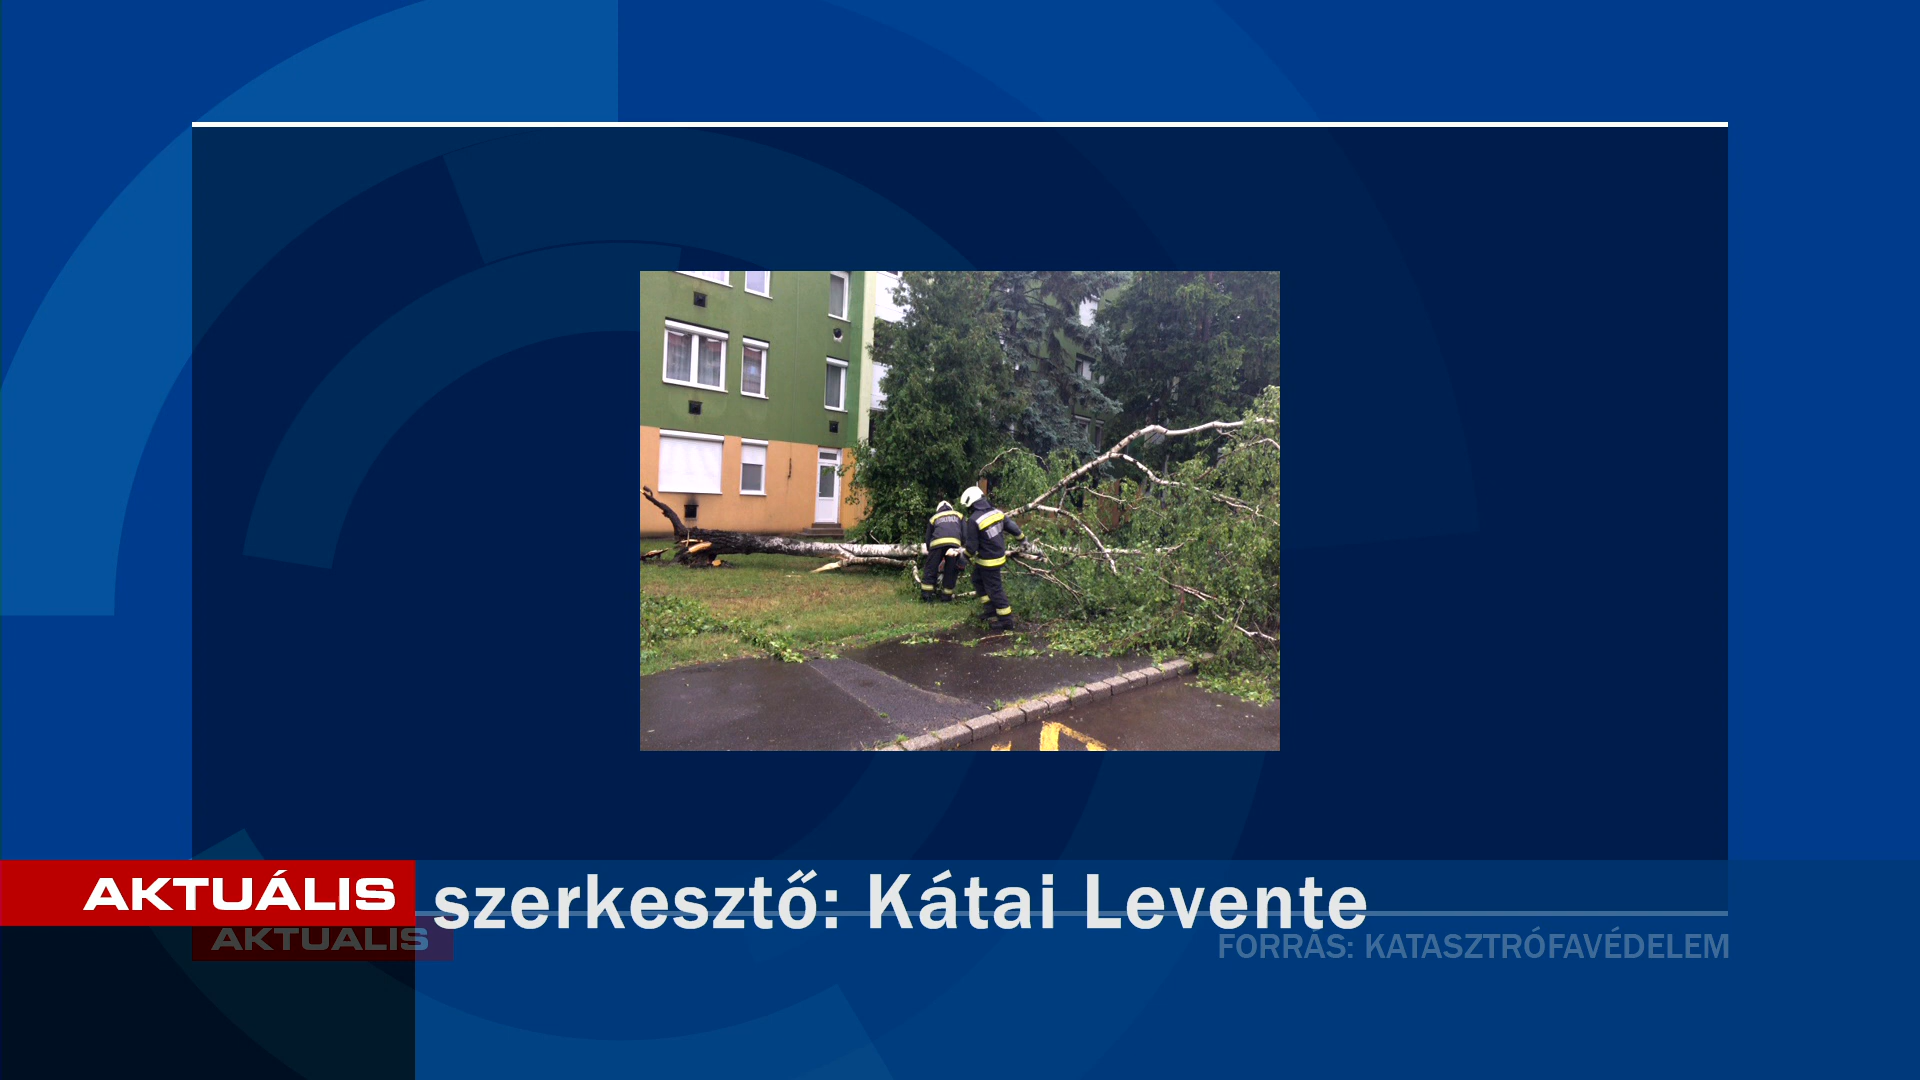 AKTUÁLIS
szerkesztő: Kátai Levente
AKTUÁLIS
FORRÁS: KATASZTRÓFAVÉDELEM